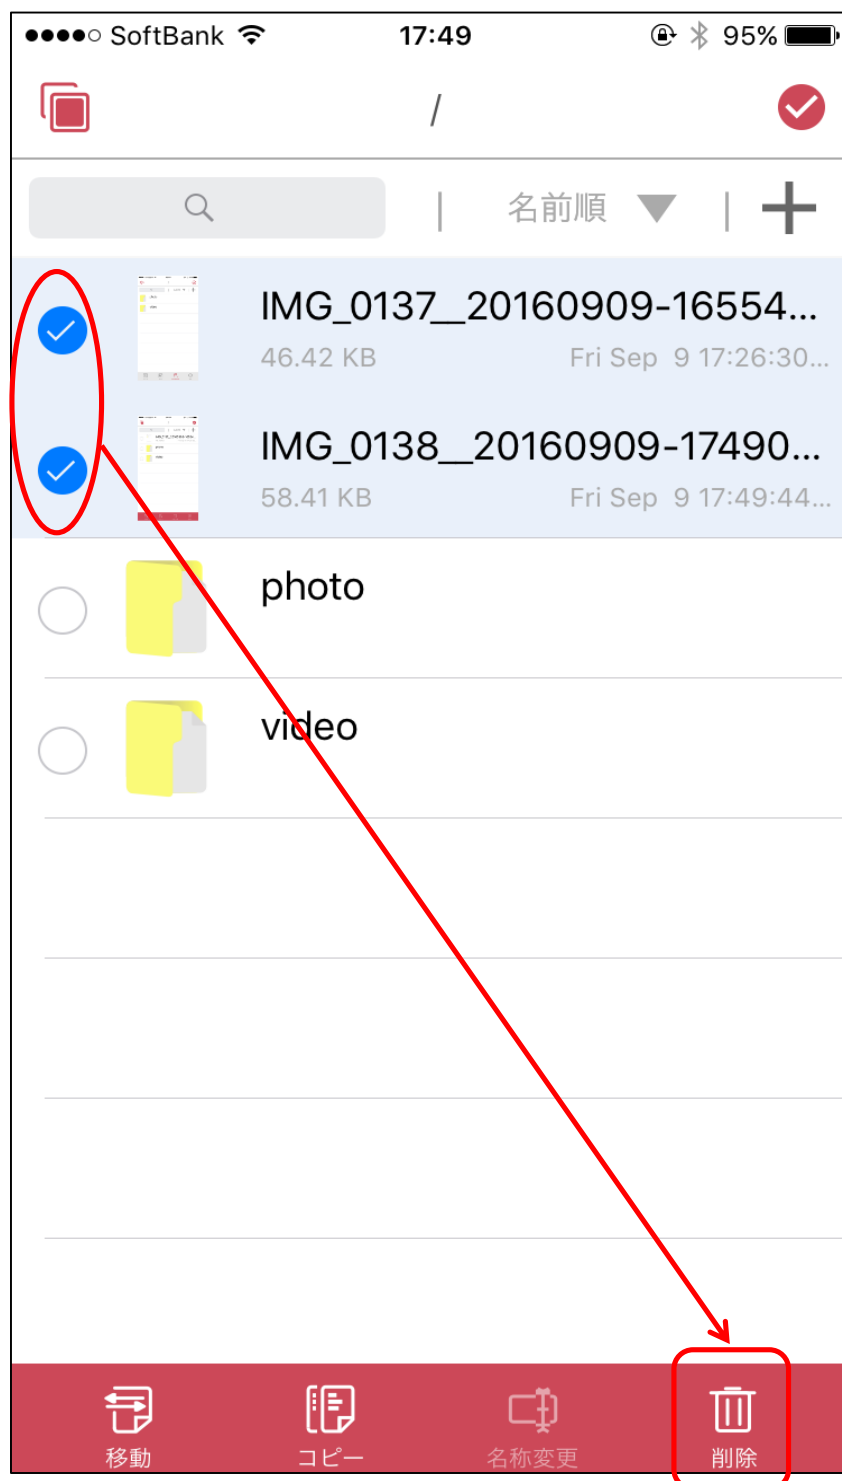 ●●●●○ SoftBank 17:49 95%
/
名前順 ▼
IMG_0137__20160909-16554...
46.42 KB Fri Sep 9 17:26:30...
IMG_0138__20160909-17490...
58.41 KB Fri Sep 9 17:49:44...
photo
video
移動 コピー 名称変更 削除